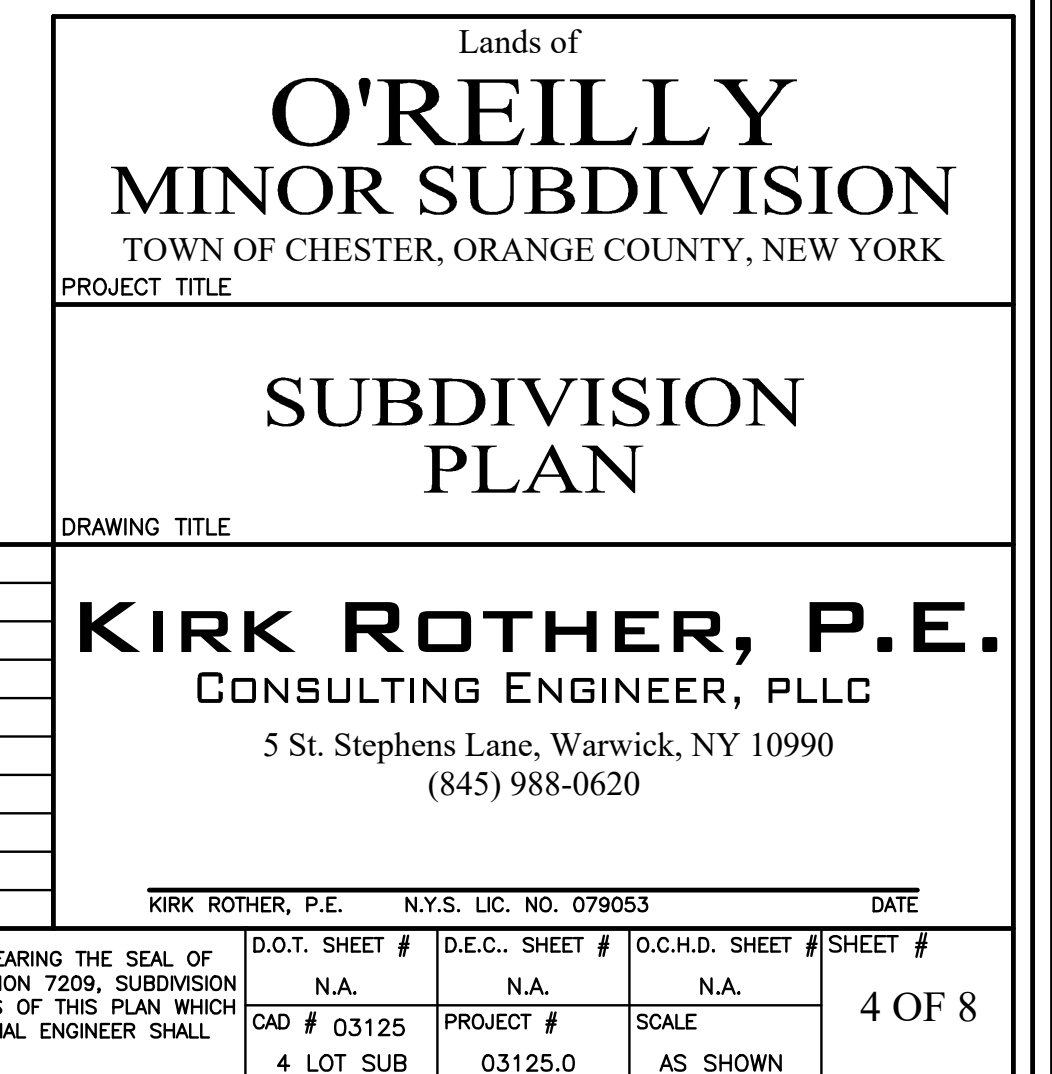 Lands of
O'REILLY
MINOR SUBDIVISION
TOWN OF CHESTER, ORANGE COUNTY, NEW YORK
PROJECT TITLE
SUBDIVISION
PLAN
DRAWING TITLE
KIRK ROTHER, P.E.
CONSULTING ENGINEER, PLLC
5 St. Stephens Lane, Warwick, NY 10990
(845) 988-0620
KIRK ROTHER, P.E. N.Y.S. LIC. NO. 079053 DATE
THE SEAL OF
7209, SUBDIVISION
OF THIS PLAN WHICH
ENGINEER SHALL
D.O.T. SHEET #
N.A.
D.E.C.. SHEET #
N.A.
O.C.H.D. SHEET #
N.A.
SHEET #
4 OF 8
CAD # 03125
4 LOT SUB
PROJECT #
03125.0
SCALE
AS SHOWN